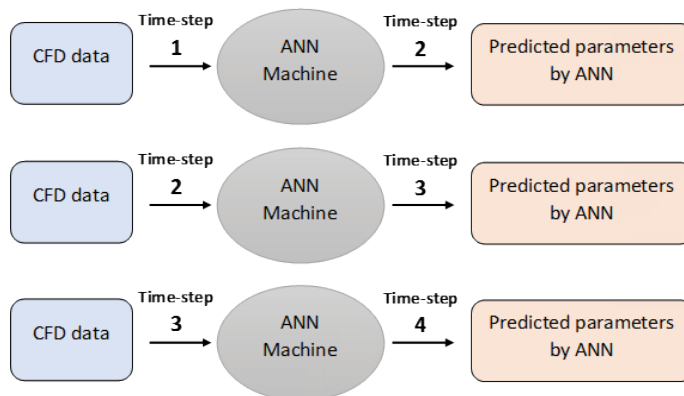 Time-step
1
Time-step
2
CFD data
ANN
Machine
Predicted parameters
by ANN
Time-step
2
Time-step
3
CFD data
ANN
Machine
Predicted parameters
by ANN
Time-step
3
Time-step
4
CFD data
ANN
Machine
Predicted parameters
by ANN